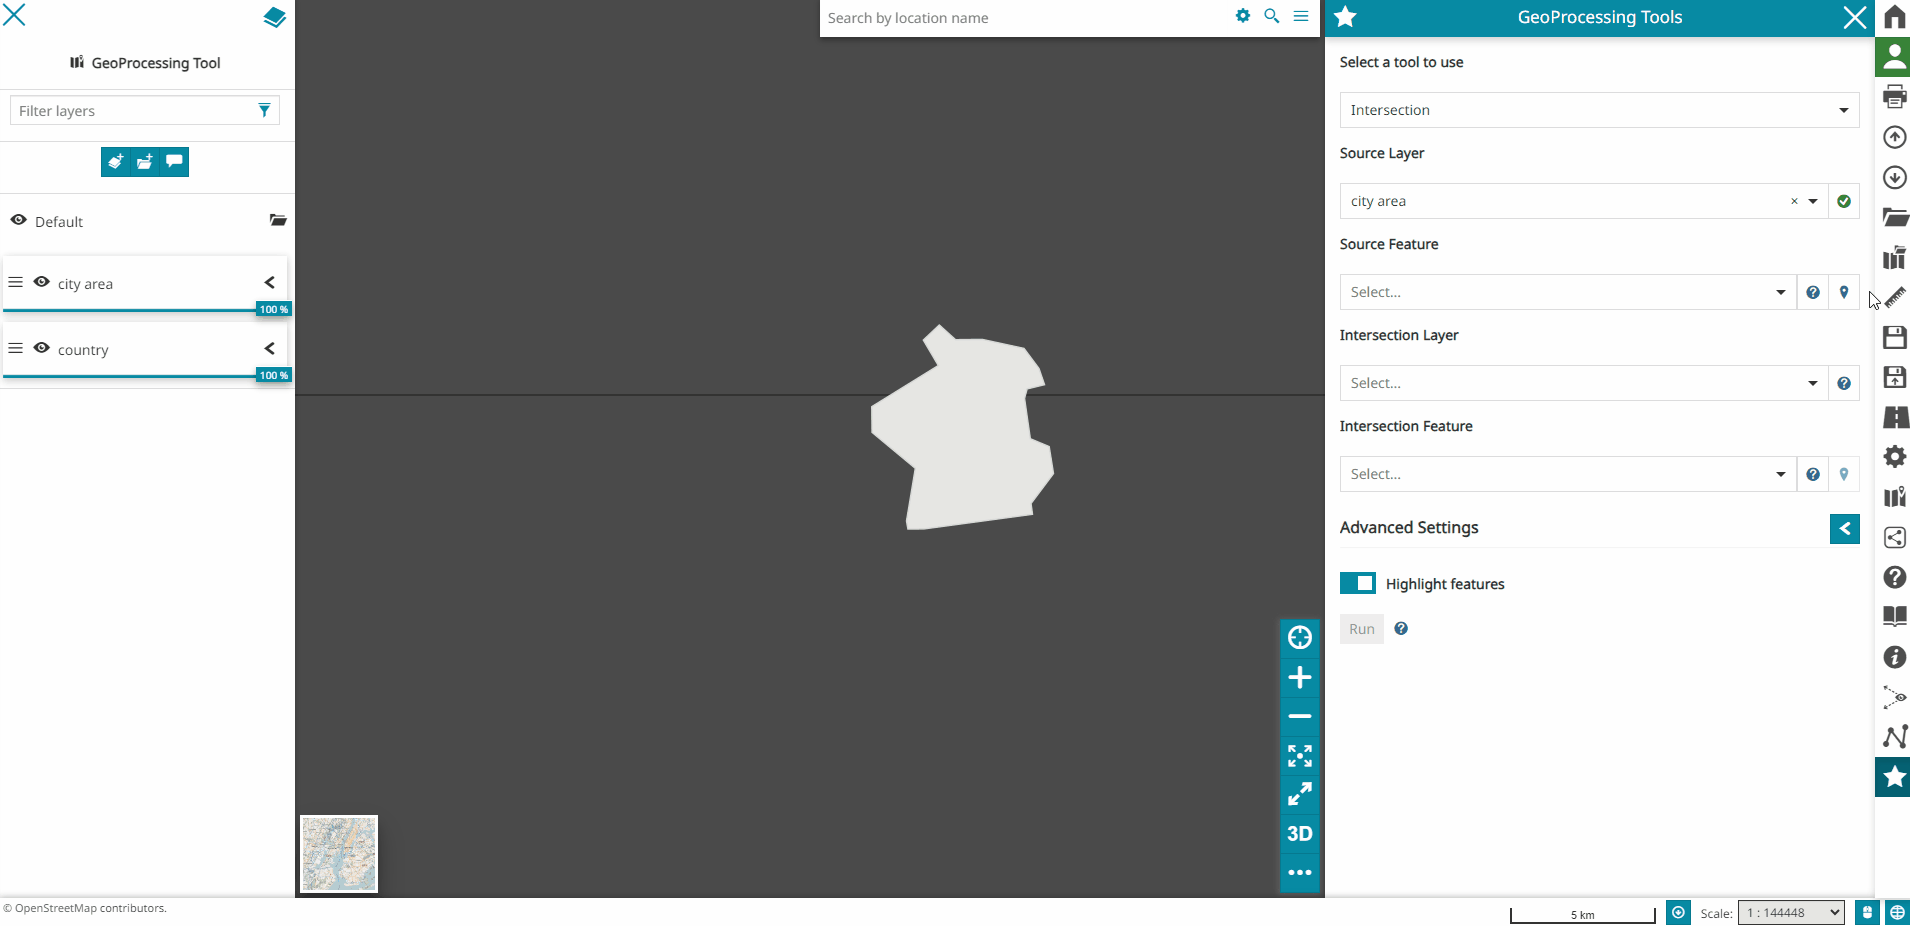 GeoProcessing Tool
Filter layers
Default
city area
100 %
country
100 %
Search by location name
3D
GeoProcessing Tools
Select a tool to use
Intersection
Source Layer
city area
Source Feature
Select...
Intersection Layer
Select...
Intersection Feature
Select...
Advanced Settings
Highlight features
Run
© OpenStreetMap contributors.
5 km
Scale:
1 : 144448